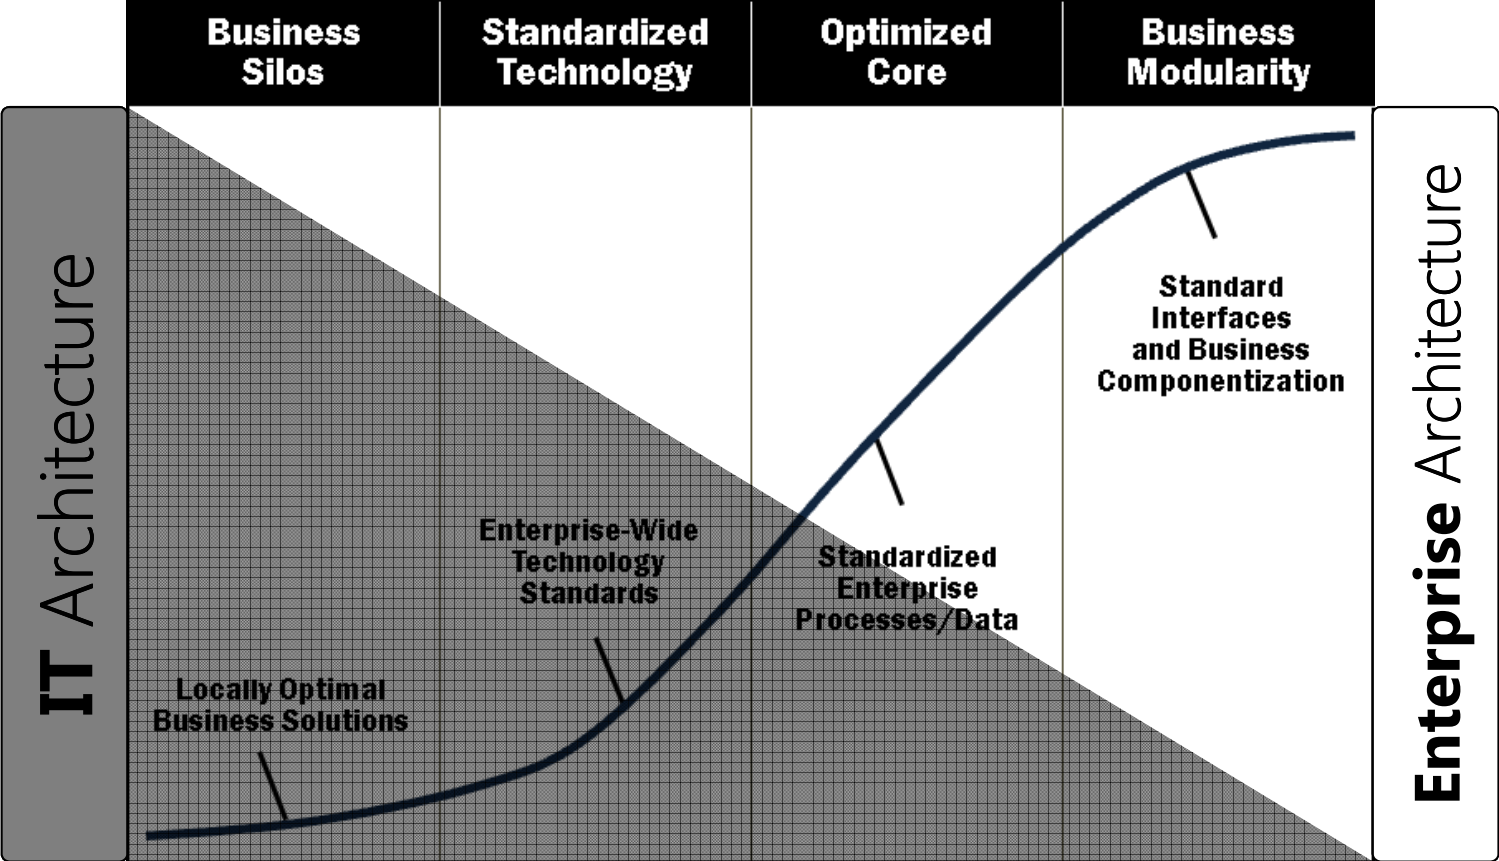 Business
Silos
Standardized
Technology
Optimized
Core
Business
Modularity
IT Architecture
Locally Optimal
Business Solutions
Enterprise-Wide
Technology
Standards
Standardized
Enterprise
Processes/Data
Standard
Interfaces
and Business
Componentization
Enterprise Architecture